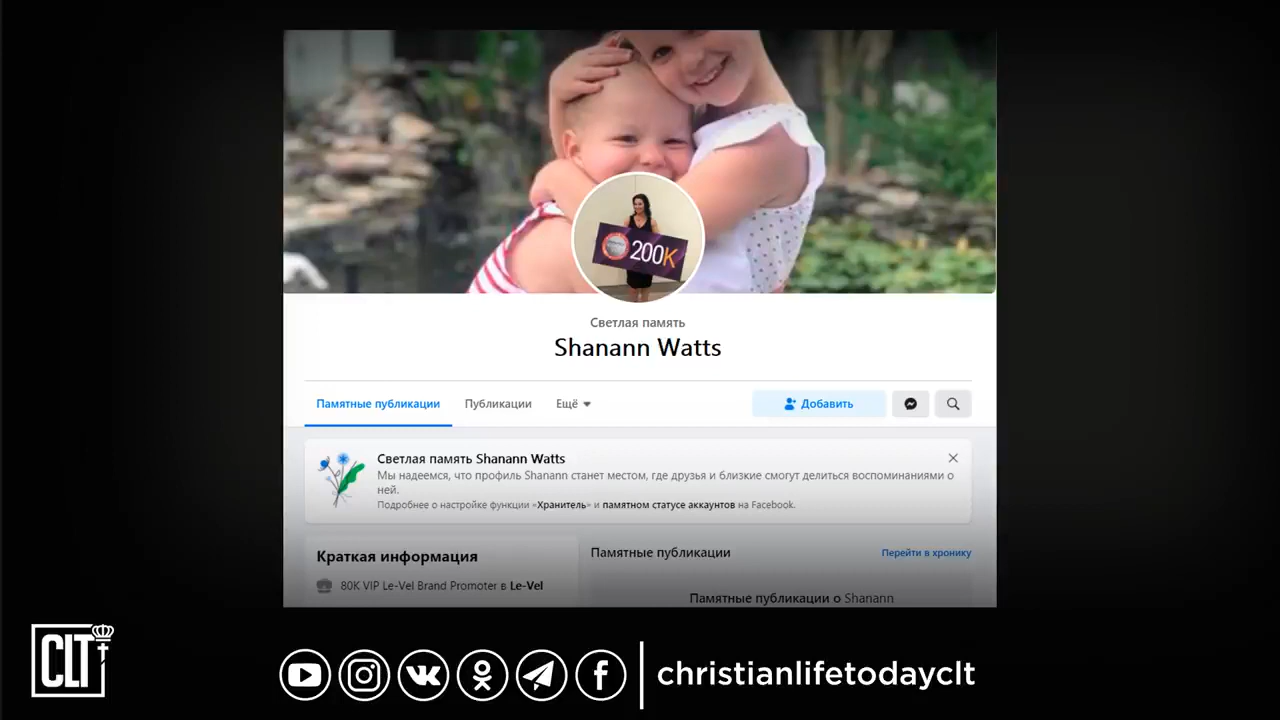 200K
Светлая память
Shanann Watts
Памятные публикации
Публикации
Ещё
Добавить
Светлая память Shanann Watts
Мы надеемся, что профиль Shanann станет местом, где друзья и близкие смогут делиться воспоминаниями о
ней.
Подробнее о настройке функции «Хранитель» и памятном статусе аккаунтов на Facebook.
Краткая информация
80K VIP Le-Vel Brand Promoter в Le-Vel
Памятные публикации
Перейти в хронику
Памятные публикации о Shanann
CLT
christianlifetodayclt